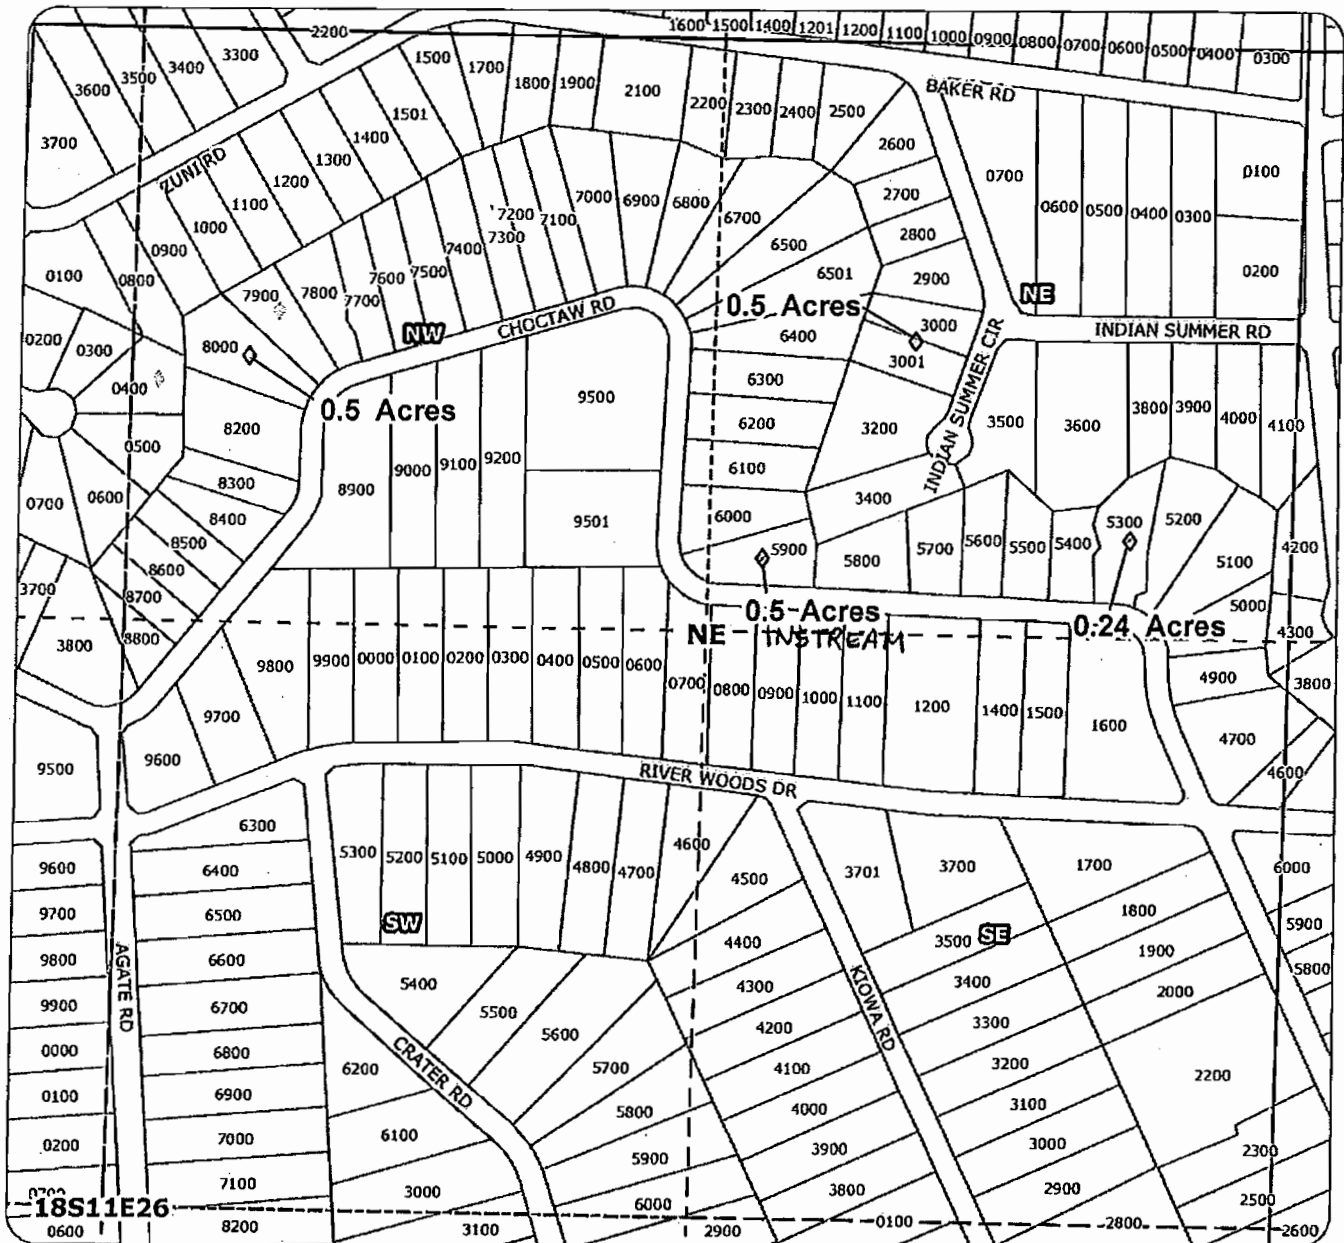 2200 1600 1500 1400 1201 1200 1100 1000 0900 0800 0700 0600 0500 0400 0300
3600 3500 3400 3300 1500 1700 1800 1900 2100 2200 2300 2400 2500 BAKER RD
3700 ZUNI RD 1501 1400 1300 1200 1100 1000 0900 0800 2600 0700 0100
0100 7000 6900 6800 6700 2700 0600 0500 0400 0300
7200 7100 7300 7400 6500 2800 0200
7900 7800 7700 7600 7500 6501 2900 NE
0200 0300 8000 NW CHOCTAW RD 0.5 Acres 6400 3000 INDIAN SUMMER RD
0400 0.5 Acres 9500 6300 3001 INDIAN SUMMER CIR
0500 8200 6200 3200 3500 3600 3800 3900 4000 4100
0700 0600 8300 8900 9000 9100 9200 6100 3400
8400 9501 6000 5300 5200
8500 5900 5800 5700 5600 5500 5400 5100 4200
3700 8600 8700 5000
3800 8800 0.5 Acres 0.24 Acres 4300
NE INSTREAM
9800 9900 0000 0100 0200 0300 0400 0500 0600 0700 0800 0900 1000 1100 1200 1400 1500 1600 4900 3800
9700 4700
9500 9600 RIVER WOODS DR 4600
6300 5300 5200 5100 5000 4900 4800 4700 4600
9600 6400 4500 3701 3700 1700 6000
9700 6500 SW 4400 3500 SE 1800 5900
9800 AGATE RD 6600 5400 4300 KIOWA RD 3400 1900 5800
9900 6700 5500 5600 4200 3300 2000
0000 6800 6200 CRATER RD 5700 4100 3200 2200
0100 6900 5800 4000 3100
0200 7000 6100 5900 3900 3000 2300
7100 3000 3800 2900 2500
18S11E26 6000
0600 8200 3100 2900 0100 2800 2600